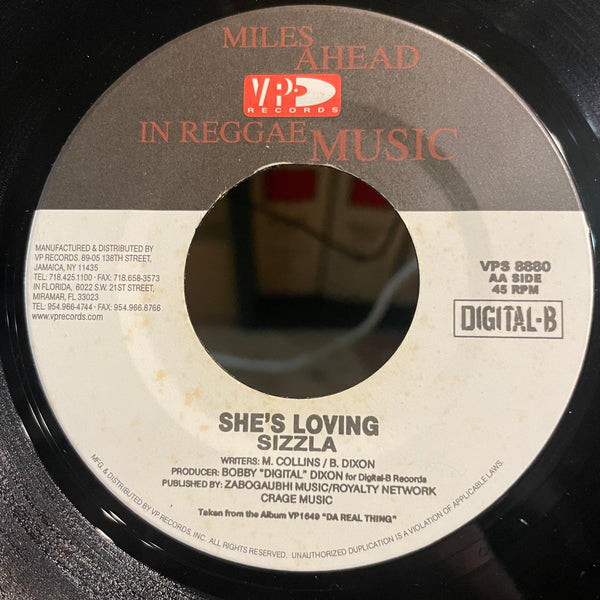 MILES
AHEAD
VP
RECORDS
IN REGGAE MUSIC
MANUFACTURED & DISTRIBUTED BY
VP RECORDS. 89-05 138TH STREET,
JAMAICA, NY 11435
TEL: 718.425.1100 · FAX: 718.658-3573
IN FLORIDA, 6022 S.W. 21ST STREET,
MIRAMAR, FL 33023
TEL: 954.966-4744 · FAX: 954.966.8766
www.vprecords.com
VPS 8880
AA SIDE
45 RPM
DIGITAL-B
SHE'S LOVING
SIZZLA
WRITERS: M. COLLINS / B. DIXON
PRODUCER: BOBBY "DIGITAL" DIXON for Digital-B Records
PUBLISHED BY: ZABOGAUBHI MUSIC/ROYALTY NETWORK
CRAGE MUSIC
Taken from the Album VP1649 "DA REAL THING"
MFG. & DISTRIBUTED BY VP RECORDS, INC. ALL RIGHTS RESERVED. UNAUTHORIZED DUPLICATION IS A VIOLATION OF APPLICABLE LAWS.